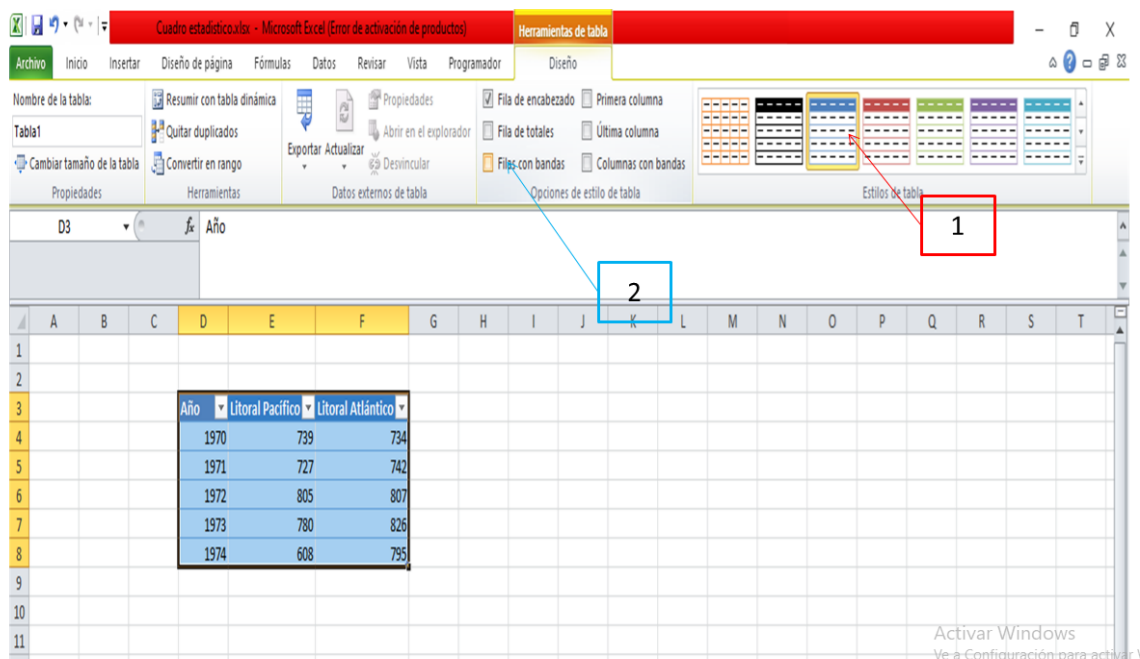 Cuadro estadistico.xlsx - Microsoft Excel (Error de activación de productos)
Herramientas de tabla
Archivo Inicio Insertar Diseño de página Fórmulas Datos Revisar Vista Programador Diseño
Nombre de la tabla:
Tabla1
Cambiar tamaño de la tabla
Propiedades
Resumir con tabla dinámica
Quitar duplicados
Convertir en rango
Herramientas
Exportar Actualizar
Propiedades
Abrir en el explorador
Desvincular
Datos externos de tabla
Fila de encabezado Primera columna
Fila de totales Última columna
Filas con bandas Columnas con bandas
Opciones de estilo de tabla
Estilos de tabla
1
2
D3 fx Año
A B C D E F G H I J K L M N O P Q R S T
1
2
3 Año Litoral Pacífico Litoral Atlántico
4 1970 739 734
5 1971 727 742
6 1972 805 807
7 1973 780 826
8 1974 608 795
9
10
11
Activar Windows
Ve a Configuración para activar